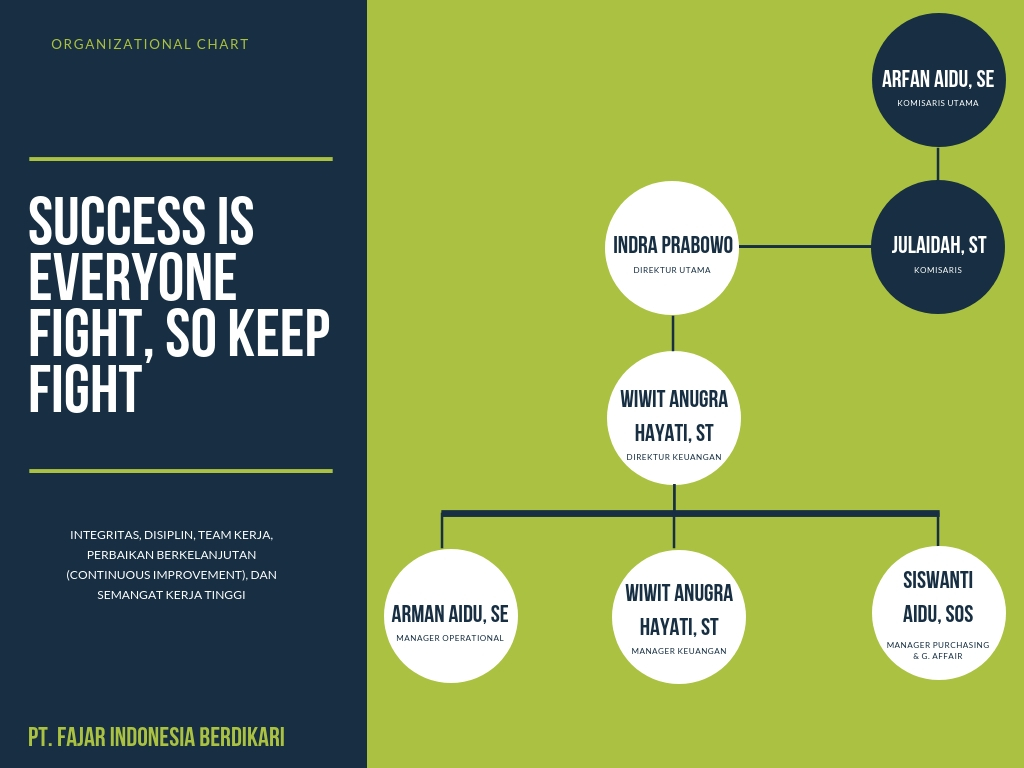 ORGANIZATIONAL CHART
SUCCESS IS
EVERYONE
FIGHT, SO KEEP
FIGHT
INTEGRITAS, DISIPLIN, TEAM KERJA,
PERBAIKAN BERKELANJUTAN
(CONTINUOUS IMPROVEMENT), DAN
SEMANGAT KERJA TINGGI
PT. FAJAR INDONESIA BERDIKARI
ARFAN AIDU, SE
KOMISARIS UTAMA
INDRA PRABOWO
DIREKTUR UTAMA
JULAIDAH, ST
KOMISARIS
WIWIT ANUGRA
HAYATI, ST
DIREKTUR KEUANGAN
ARMAN AIDU, SE
MANAGER OPERATIONAL
WIWIT ANUGRA
HAYATI, ST
MANAGER KEUANGAN
SISWANTI
AIDU, SOS
MANAGER PURCHASING
& G. AFFAIR